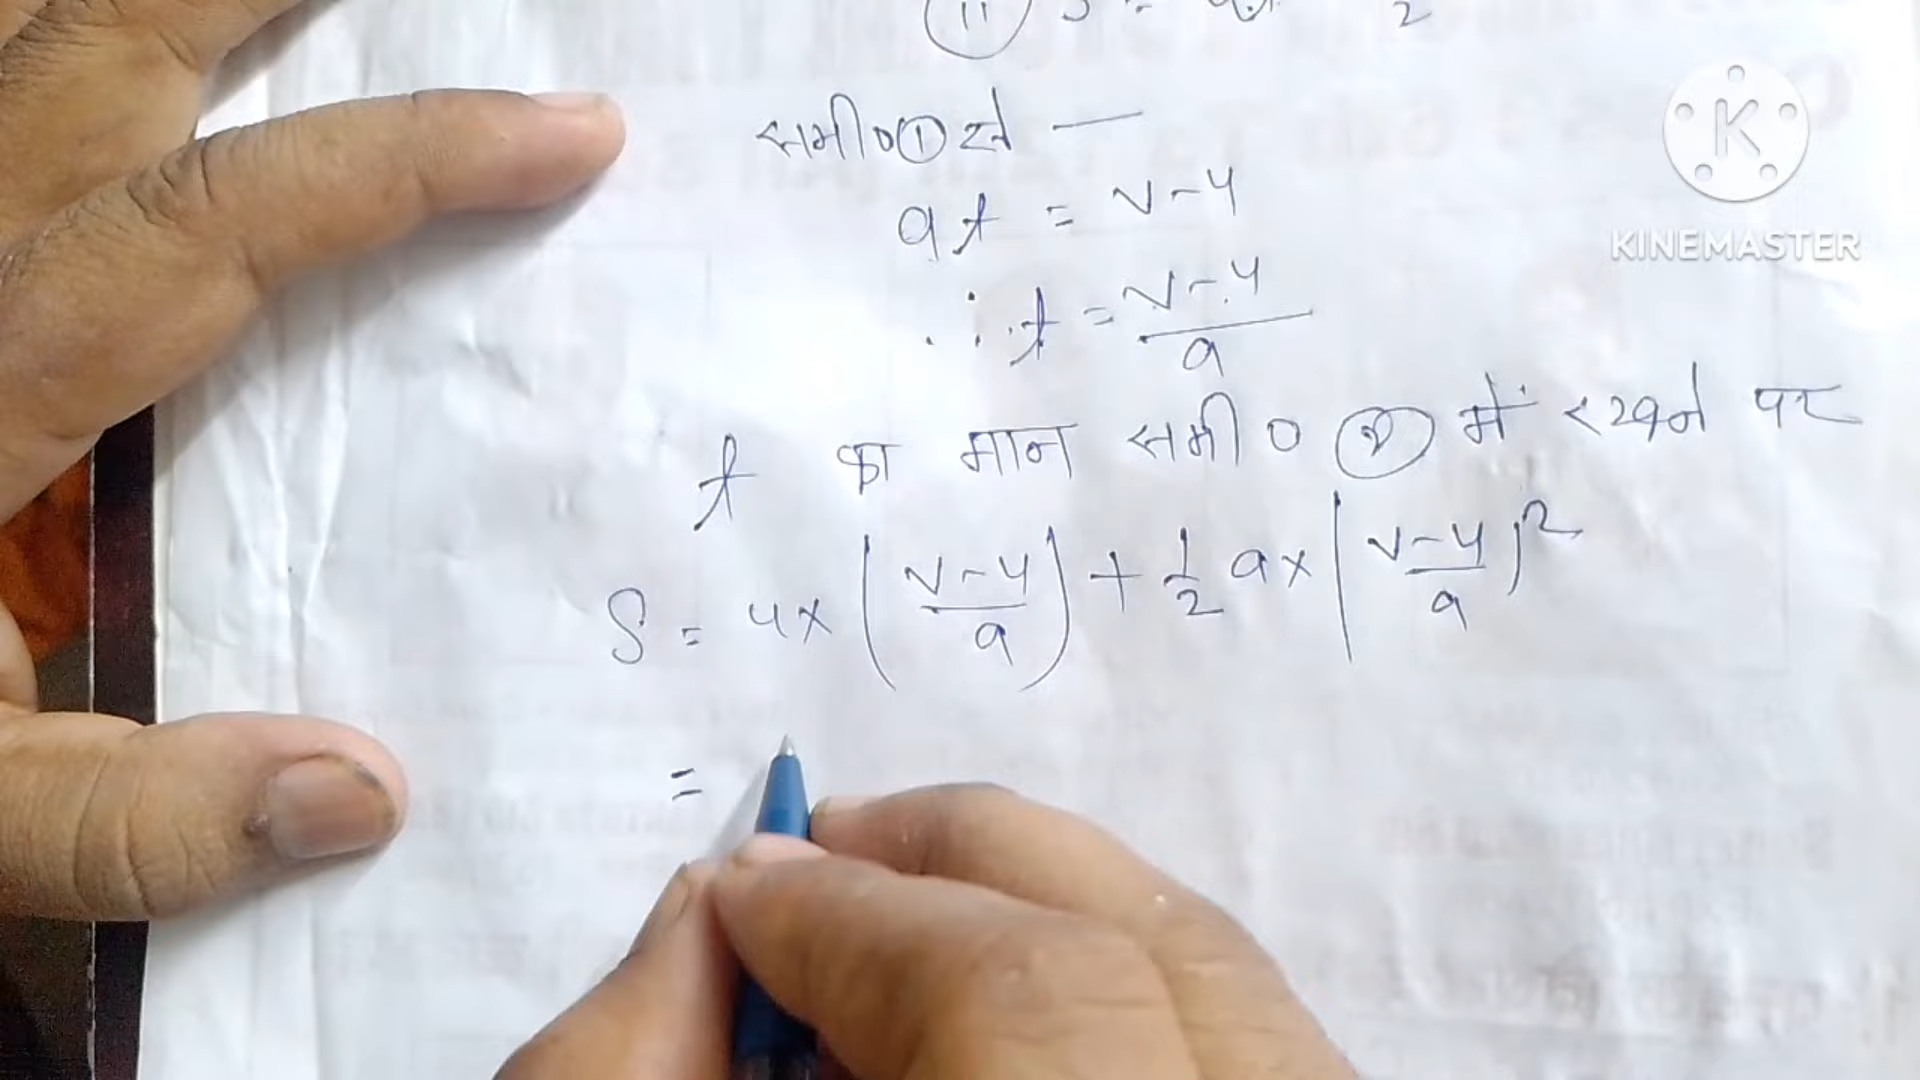 समी० ① से —
at = v-u
∴ t = v-u/a
t का मान समी० ② में रखने पर
S = u× (v-u/a) + 1/2 a× (v-u/a)²
=
K
KINEMASTER